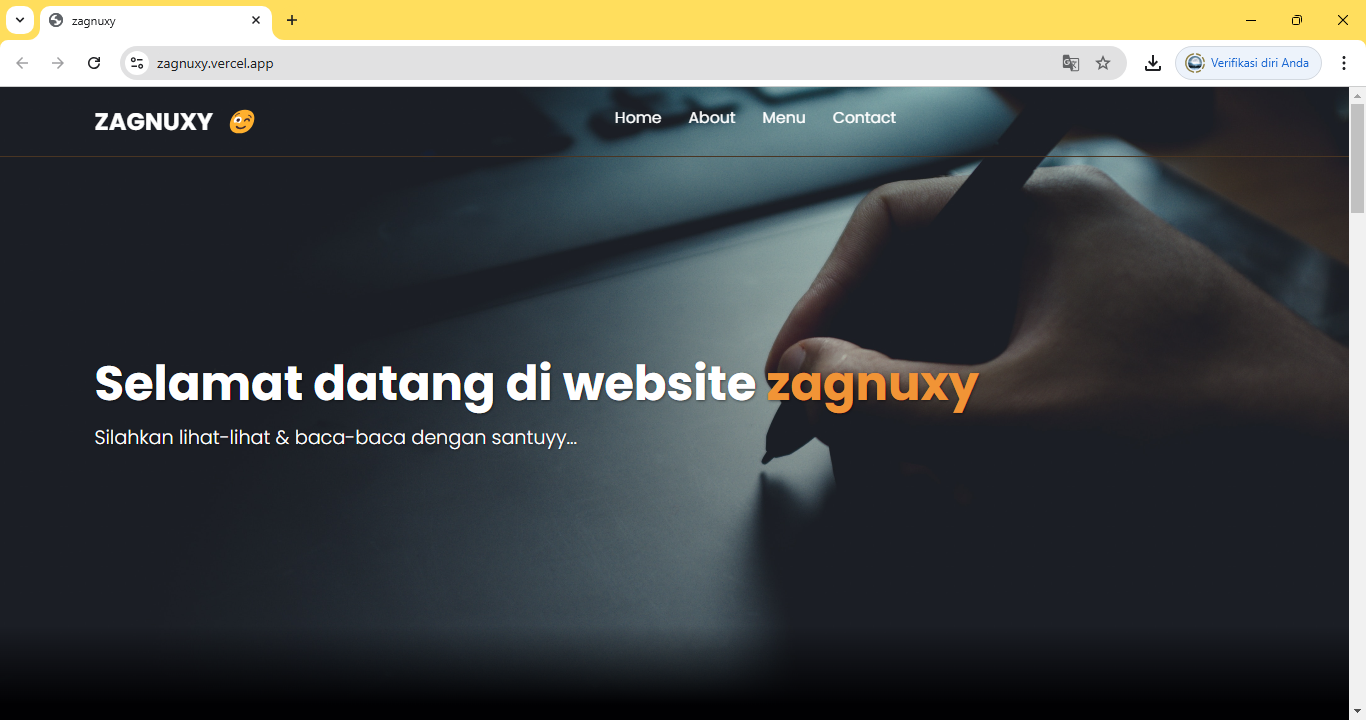 zagnuxy
zagnuxy.vercel.app
Verifikasi diri Anda
ZAGNUXY 😉
Home About Menu Contact
Selamat datang di website zagnuxy
Silahkan lihat-lihat & baca-baca dengan santuyy...